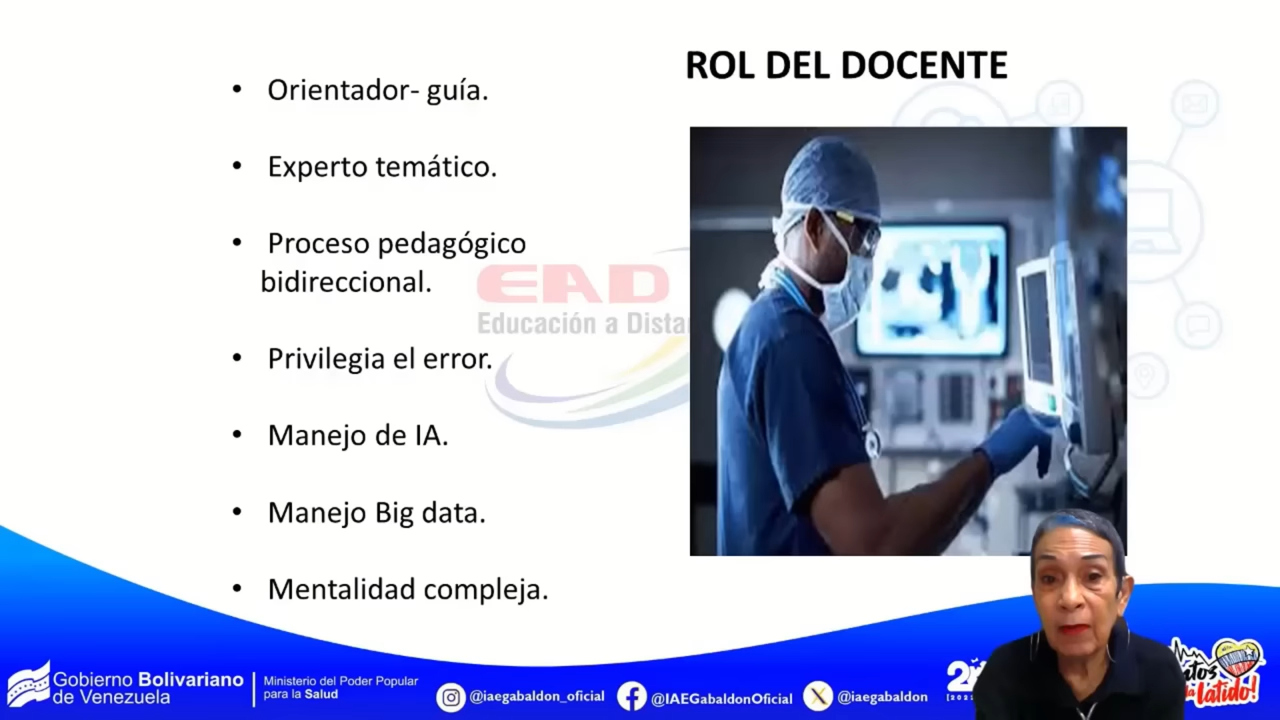 ROL DEL DOCENTE
• Orientador- guía.
• Experto temático.
• Proceso pedagógico
bidireccional.
• Privilegia el error.
• Manejo de IA.
• Manejo Big data.
• Mentalidad compleja.
EAD
Educación a
Gobierno Bolivariano
de Venezuela
Ministerio del Poder Popular
para la Salud
@iaegabaldon_oficial
@IAEGabaldonOficial
@iaegabaldon
latido!